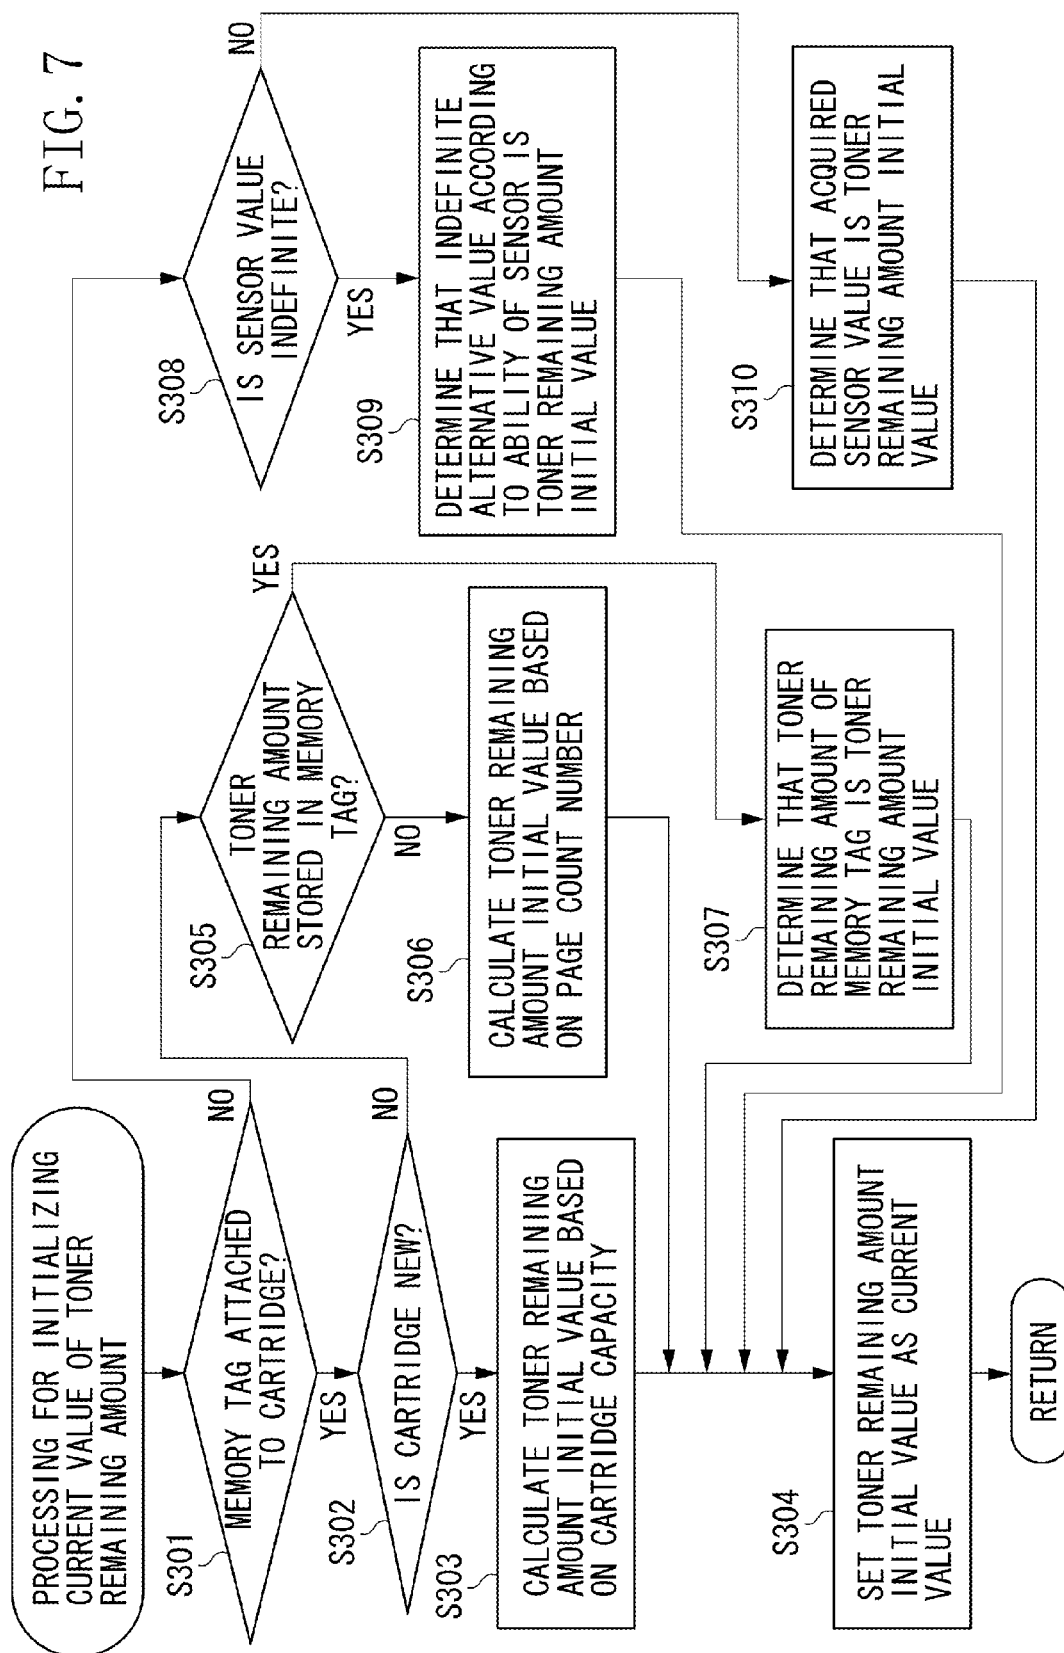 FIG. 7
PROCESSING FOR INITIALIZING
CURRENT VALUE OF TONER
REMAINING AMOUNT
S301
MEMORY TAG ATTACHED
TO CARTRIDGE?
NO
YES
S302
IS CARTRIDGE NEW?
NO
YES
S303
CALCULATE TONER REMAINING
AMOUNT INITIAL VALUE BASED
ON CARTRIDGE CAPACITY
S304
SET TONER REMAINING AMOUNT
INITIAL VALUE AS CURRENT
VALUE
RETURN
S305
TONER
REMAINING AMOUNT
STORED IN MEMORY
TAG?
YES
NO
S306
CALCULATE TONER REMAINING
AMOUNT INITIAL VALUE BASED
ON PAGE COUNT NUMBER
S307
DETERMINE THAT TONER
REMAINING AMOUNT OF
MEMORY TAG IS TONER
REMAINING AMOUNT
INITIAL VALUE
S308
IS SENSOR VALUE
INDEFINITE?
NO
YES
S309
DETERMINE THAT INDEFINITE
ALTERNATIVE VALUE ACCORDING
TO ABILITY OF SENSOR IS
TONER REMAINING AMOUNT
INITIAL VALUE
S310
DETERMINE THAT ACQUIRED
SENSOR VALUE IS TONER
REMAINING AMOUNT INITIAL
VALUE